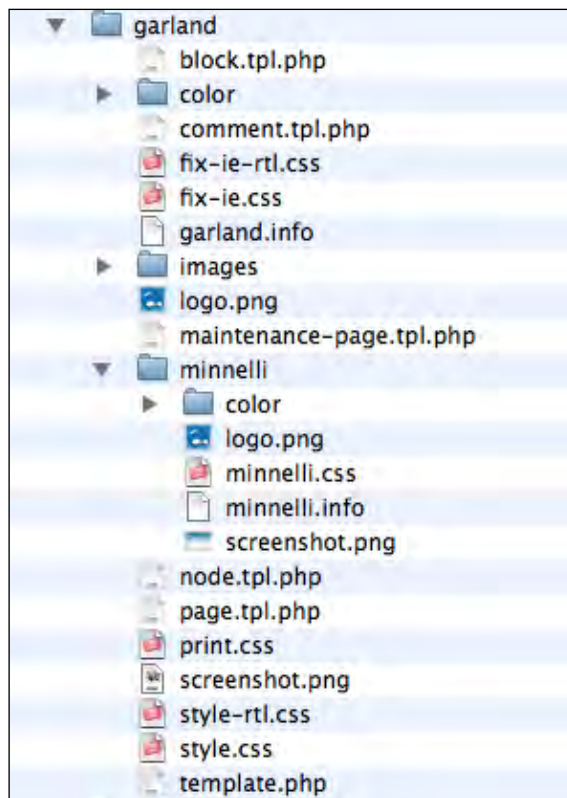 garland
block.tpl.php
color
comment.tpl.php
fix-ie-rtl.css
fix-ie.css
garland.info
images
logo.png
maintenance-page.tpl.php
minnelli
color
logo.png
minnelli.css
minnelli.info
screenshot.png
node.tpl.php
page.tpl.php
print.css
screenshot.png
style-rtl.css
style.css
template.php